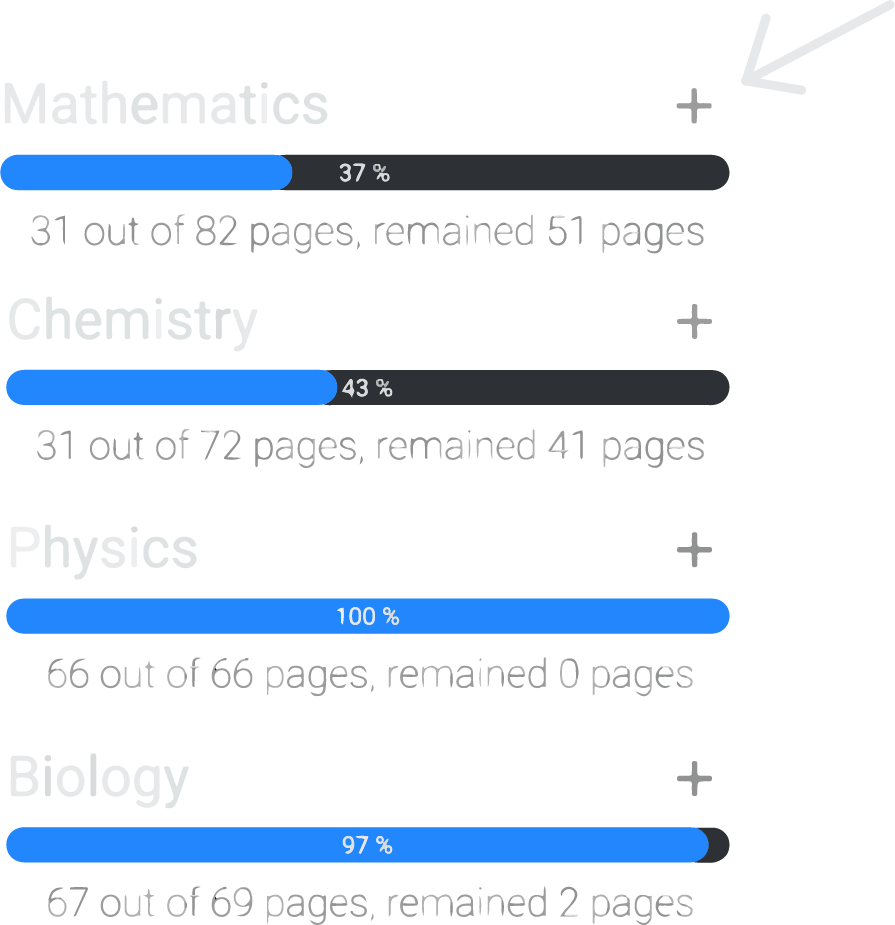 Mathematics
37 %
31 out of 82 pages, remained 51 pages
Chemistry
43 %
31 out of 72 pages, remained 41 pages
Physics
100 %
66 out of 66 pages, remained 0 pages
Biology
97 %
67 out of 69 pages, remained 2 pages